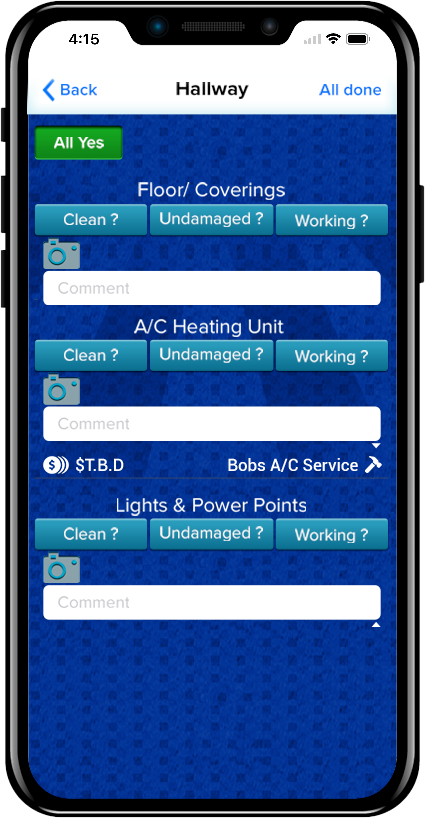 4:15
Back Hallway All done
All Yes
Floor/ Coverings
Clean ? Undamaged ? Working ?
Comment
A/C Heating Unit
Clean ? Undamaged ? Working ?
Comment
$ $T.B.D Bobs A/C Service
Lights & Power Points
Clean ? Undamaged ? Working ?
Comment